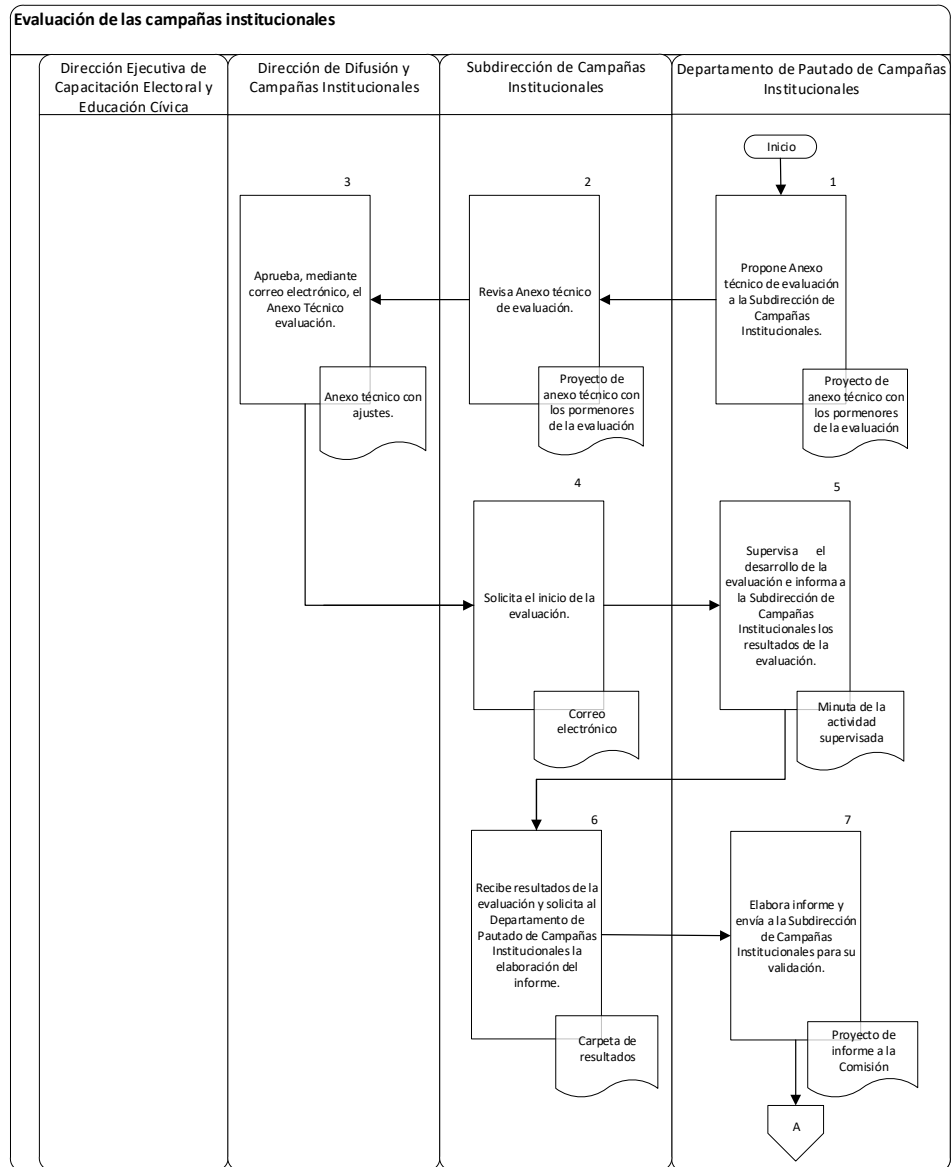 Evaluación de las campañas institucionales
Dirección Ejecutiva de
Capacitación Electoral y
Educación Cívica
Dirección de Difusión y
Campañas Institucionales
Subdirección de Campañas
Institucionales
Departamento de Pautado de Campañas
Institucionales
Inicio
1
Propone Anexo
técnico de evaluación
a la Subdirección de
Campañas
Institucionales.
Proyecto de
anexo técnico con
los pormenores
de la evaluación
2
Revisa Anexo técnico
de evaluación.
Proyecto de
anexo técnico con
los pormenores
de la evaluación
3
Aprueba, mediante
correo electrónico, el
Anexo Técnico
evaluación.
Anexo técnico con
ajustes.
4
Solicita el inicio de la
evaluación.
Correo
electrónico
5
Supervisa el
desarrollo de la
evaluación e informa a
la Subdirección de
Campañas
Institucionales los
resultados de la
evaluación.
Minuta de la
actividad
supervisada
6
Recibe resultados de la
evaluación y solicita al
Departamento de
Pautado de Campañas
Institucionales la
elaboración del
informe.
Carpeta de
resultados
7
Elabora informe y
envía a la Subdirección
de Campañas
Institucionales para su
validación.
Proyecto de
informe a la
Comisión
A